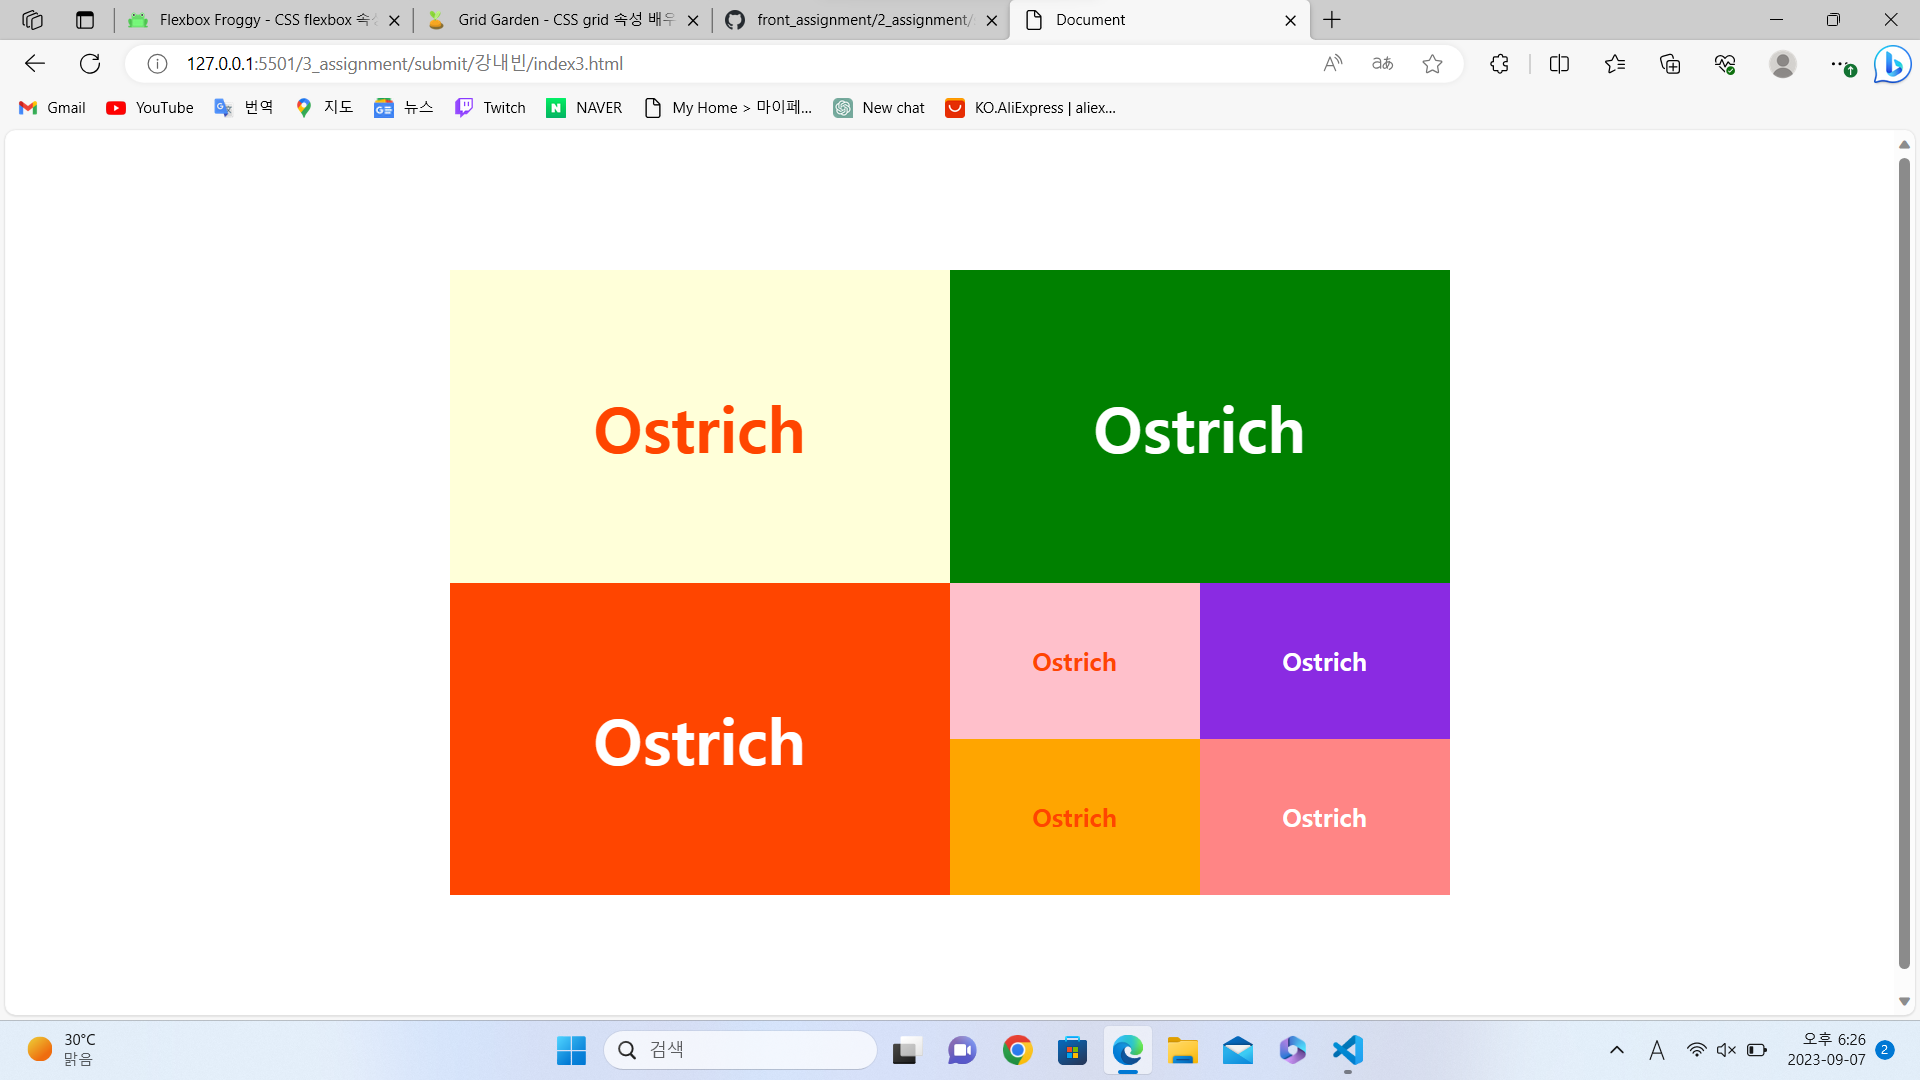 Flexbox Froggy - CSS flexbox 속성
Grid Garden - CSS grid 속성 배우
front_assignment/2_assignment/
Document
127.0.0.1:5501/3_assignment/submit/강내빈/index3.html
Gmail
YouTube
번역
지도
뉴스
Twitch
NAVER
My Home > 마이페...
New chat
KO.AliExpress | aliex...
Ostrich
Ostrich
Ostrich
Ostrich
Ostrich
Ostrich
Ostrich
30°C
맑음
검색
A
오후 6:26
2023-09-07
2